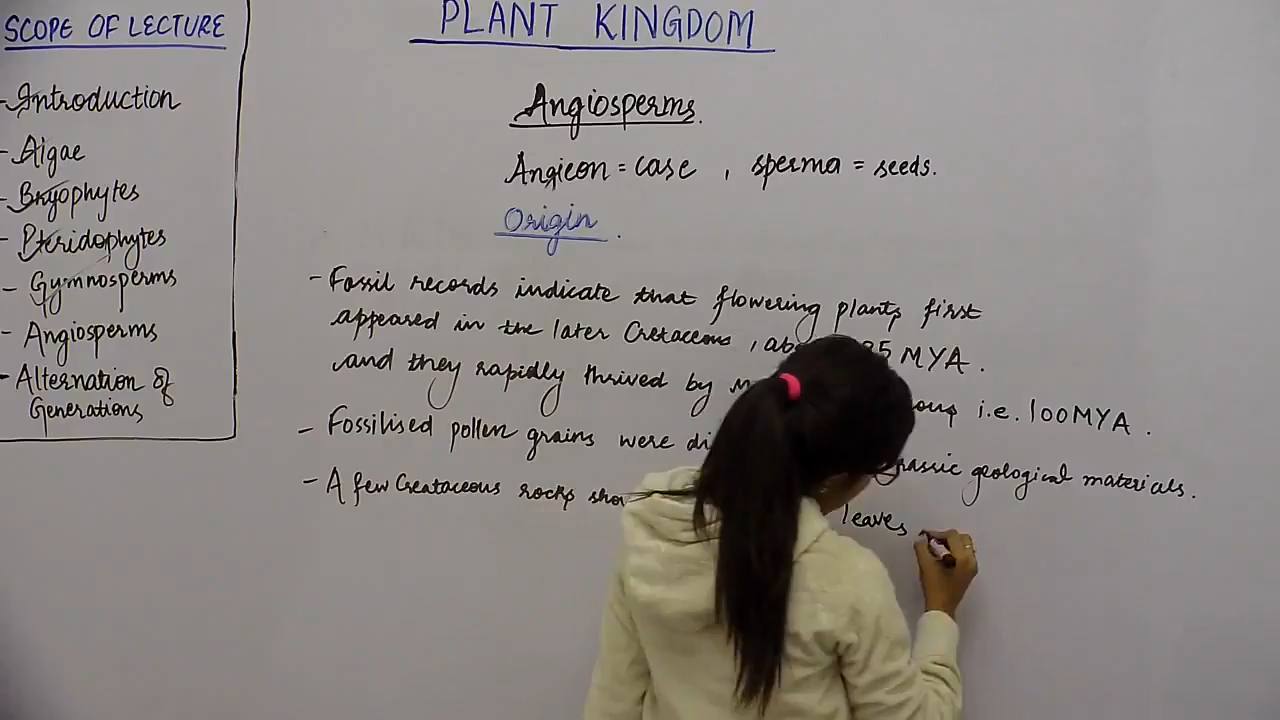 SCOPE OF LECTURE
- Introduction
- Algae
- Bryophytes
- Pteridophytes
- Gymnosperms
- Angiosperms
- Alternation of
Generations
PLANT KINGDOM
Angiosperms.
Angieon = case , sperma = seeds.
Origin.
- Fossil records indicate that flowering plants first
appeared in the later Cretaceous , MYA.
and they rapidly thrived by i.e. 100MYA.
- Fossilised pollen grains were geological materials.
- A few Creataceous rocks leaves